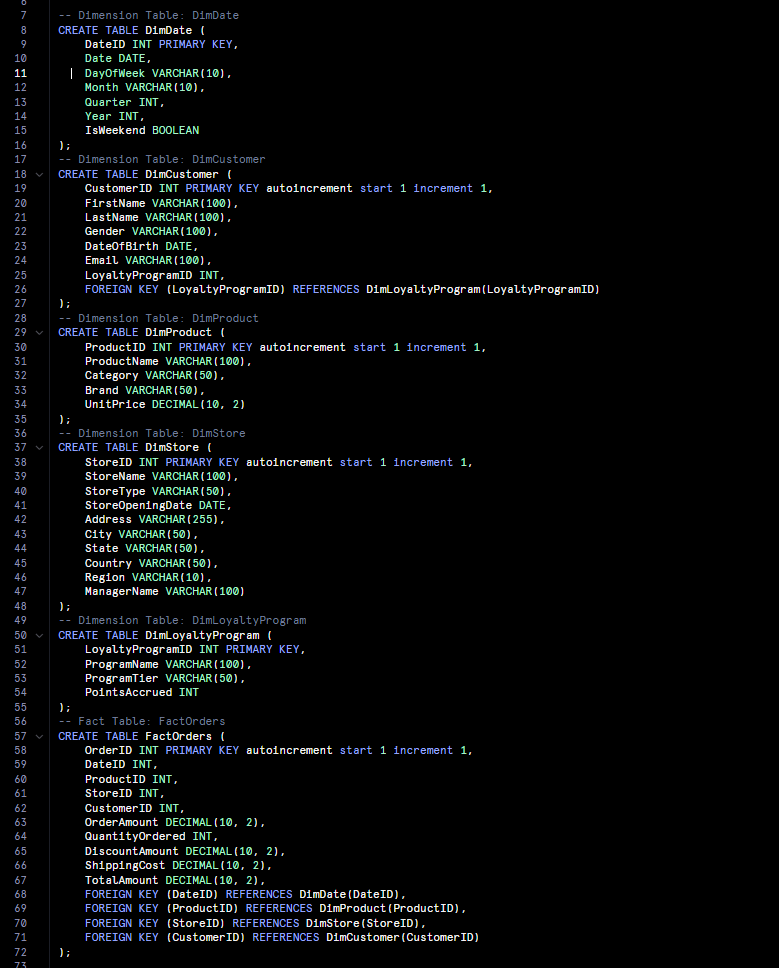 6
7 -- Dimension Table: DimDate
8 CREATE TABLE DimDate (
9 DateID INT PRIMARY KEY,
10 Date DATE,
11 DayOfWeek VARCHAR(10),
12 Month VARCHAR(10),
13 Quarter INT,
14 Year INT,
15 IsWeekend BOOLEAN
16 );
17 -- Dimension Table: DimCustomer
18 CREATE TABLE DimCustomer (
19 CustomerID INT PRIMARY KEY autoincrement start 1 increment 1,
20 FirstName VARCHAR(100),
21 LastName VARCHAR(100),
22 Gender VARCHAR(100),
23 DateOfBirth DATE,
24 Email VARCHAR(100),
25 LoyaltyProgramID INT,
26 FOREIGN KEY (LoyaltyProgramID) REFERENCES DimLoyaltyProgram(LoyaltyProgramID)
27 );
28 -- Dimension Table: DimProduct
29 CREATE TABLE DimProduct (
30 ProductID INT PRIMARY KEY autoincrement start 1 increment 1,
31 ProductName VARCHAR(100),
32 Category VARCHAR(50),
33 Brand VARCHAR(50),
34 UnitPrice DECIMAL(10, 2)
35 );
36 -- Dimension Table: DimStore
37 CREATE TABLE DimStore (
38 StoreID INT PRIMARY KEY autoincrement start 1 increment 1,
39 StoreName VARCHAR(100),
40 StoreType VARCHAR(50),
41 StoreOpeningDate DATE,
42 Address VARCHAR(255),
43 City VARCHAR(50),
44 State VARCHAR(50),
45 Country VARCHAR(50),
46 Region VARCHAR(10),
47 ManagerName VARCHAR(100)
48 );
49 -- Dimension Table: DimLoyaltyProgram
50 CREATE TABLE DimLoyaltyProgram (
51 LoyaltyProgramID INT PRIMARY KEY,
52 ProgramName VARCHAR(100),
53 ProgramTier VARCHAR(50),
54 PointsAccrued INT
55 );
56 -- Fact Table: FactOrders
57 CREATE TABLE FactOrders (
58 OrderID INT PRIMARY KEY autoincrement start 1 increment 1,
59 DateID INT,
60 ProductID INT,
61 StoreID INT,
62 CustomerID INT,
63 OrderAmount DECIMAL(10, 2),
64 QuantityOrdered INT,
65 DiscountAmount DECIMAL(10, 2),
66 ShippingCost DECIMAL(10, 2),
67 TotalAmount DECIMAL(10, 2),
68 FOREIGN KEY (DateID) REFERENCES DimDate(DateID),
69 FOREIGN KEY (ProductID) REFERENCES DimProduct(ProductID),
70 FOREIGN KEY (StoreID) REFERENCES DimStore(StoreID),
71 FOREIGN KEY (CustomerID) REFERENCES DimCustomer(CustomerID)
72 );
73